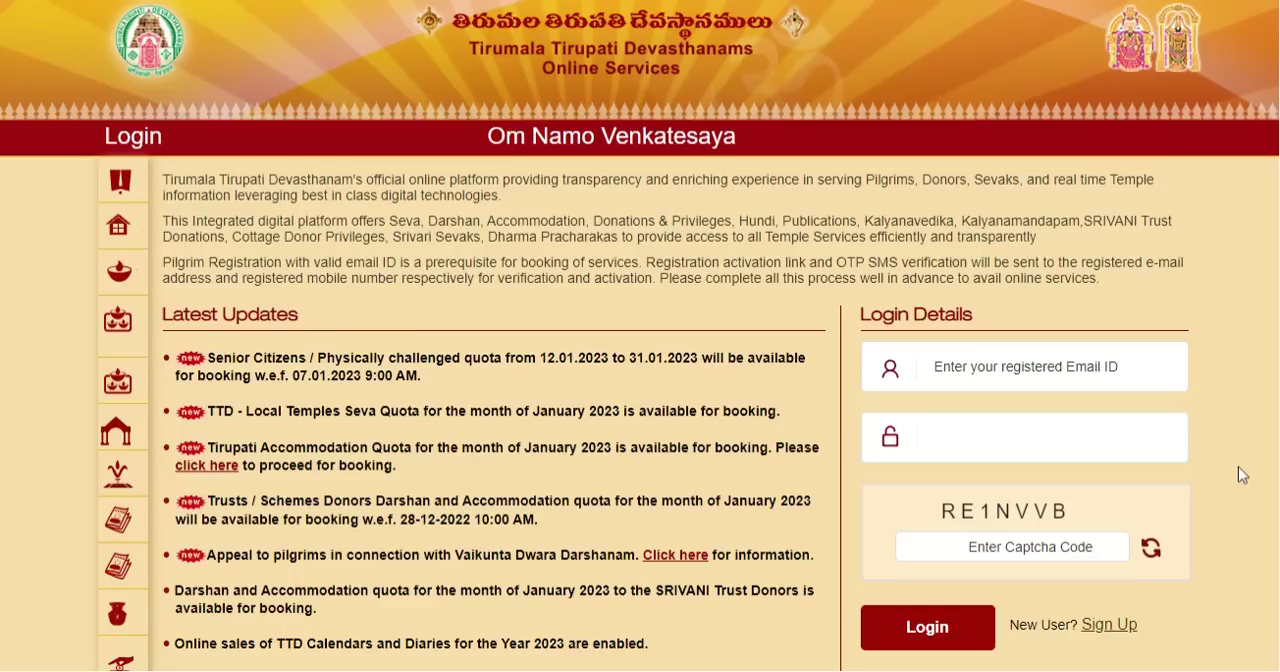 తిరుమల తిరుపతి దేవస్థానములు
Tirumala Tirupati Devasthanams
Online Services
Login
Om Namo Venkatesaya
Tirumala Tirupati Devasthanam's official online platform providing transparency and enriching experience in serving Pilgrims, Donors, Sevaks, and real time Temple
information leveraging best in class digital technologies.
This Integrated digital platform offers Seva, Darshan, Accommodation, Donations & Privileges, Hundi, Publications, Kalyanavedika, Kalyanamandapam,SRIVANI Trust
Donations, Cottage Donor Privileges, Srivari Sevaks, Dharma Pracharakas to provide access to all Temple Services efficiently and transparently
Pilgrim Registration with valid email ID is a prerequisite for booking of services. Registration activation link and OTP SMS verification will be sent to the registered e-mail
address and registered mobile number respectively for verification and activation. Please complete all this process well in advance to avail online services.
Latest Updates
• new Senior Citizens / Physically challenged quota from 12.01.2023 to 31.01.2023 will be available
for booking w.e.f. 07.01.2023 9:00 AM.
• new TTD - Local Temples Seva Quota for the month of January 2023 is available for booking.
• new Tirupati Accommodation Quota for the month of January 2023 is available for booking. Please
click here to proceed for booking.
• new Trusts / Schemes Donors Darshan and Accommodation quota for the month of January 2023
will be available for booking w.e.f. 28-12-2022 10:00 AM.
• new Appeal to pilgrims in connection with Vaikunta Dwara Darshanam. Click here for information.
• Darshan and Accommodation quota for the month of January 2023 to the SRIVANI Trust Donors is
available for booking.
• Online sales of TTD Calendars and Diaries for the Year 2023 are enabled.
Login Details
Enter your registered Email ID
RE1NVVB
Enter Captcha Code
Login
New User? Sign Up